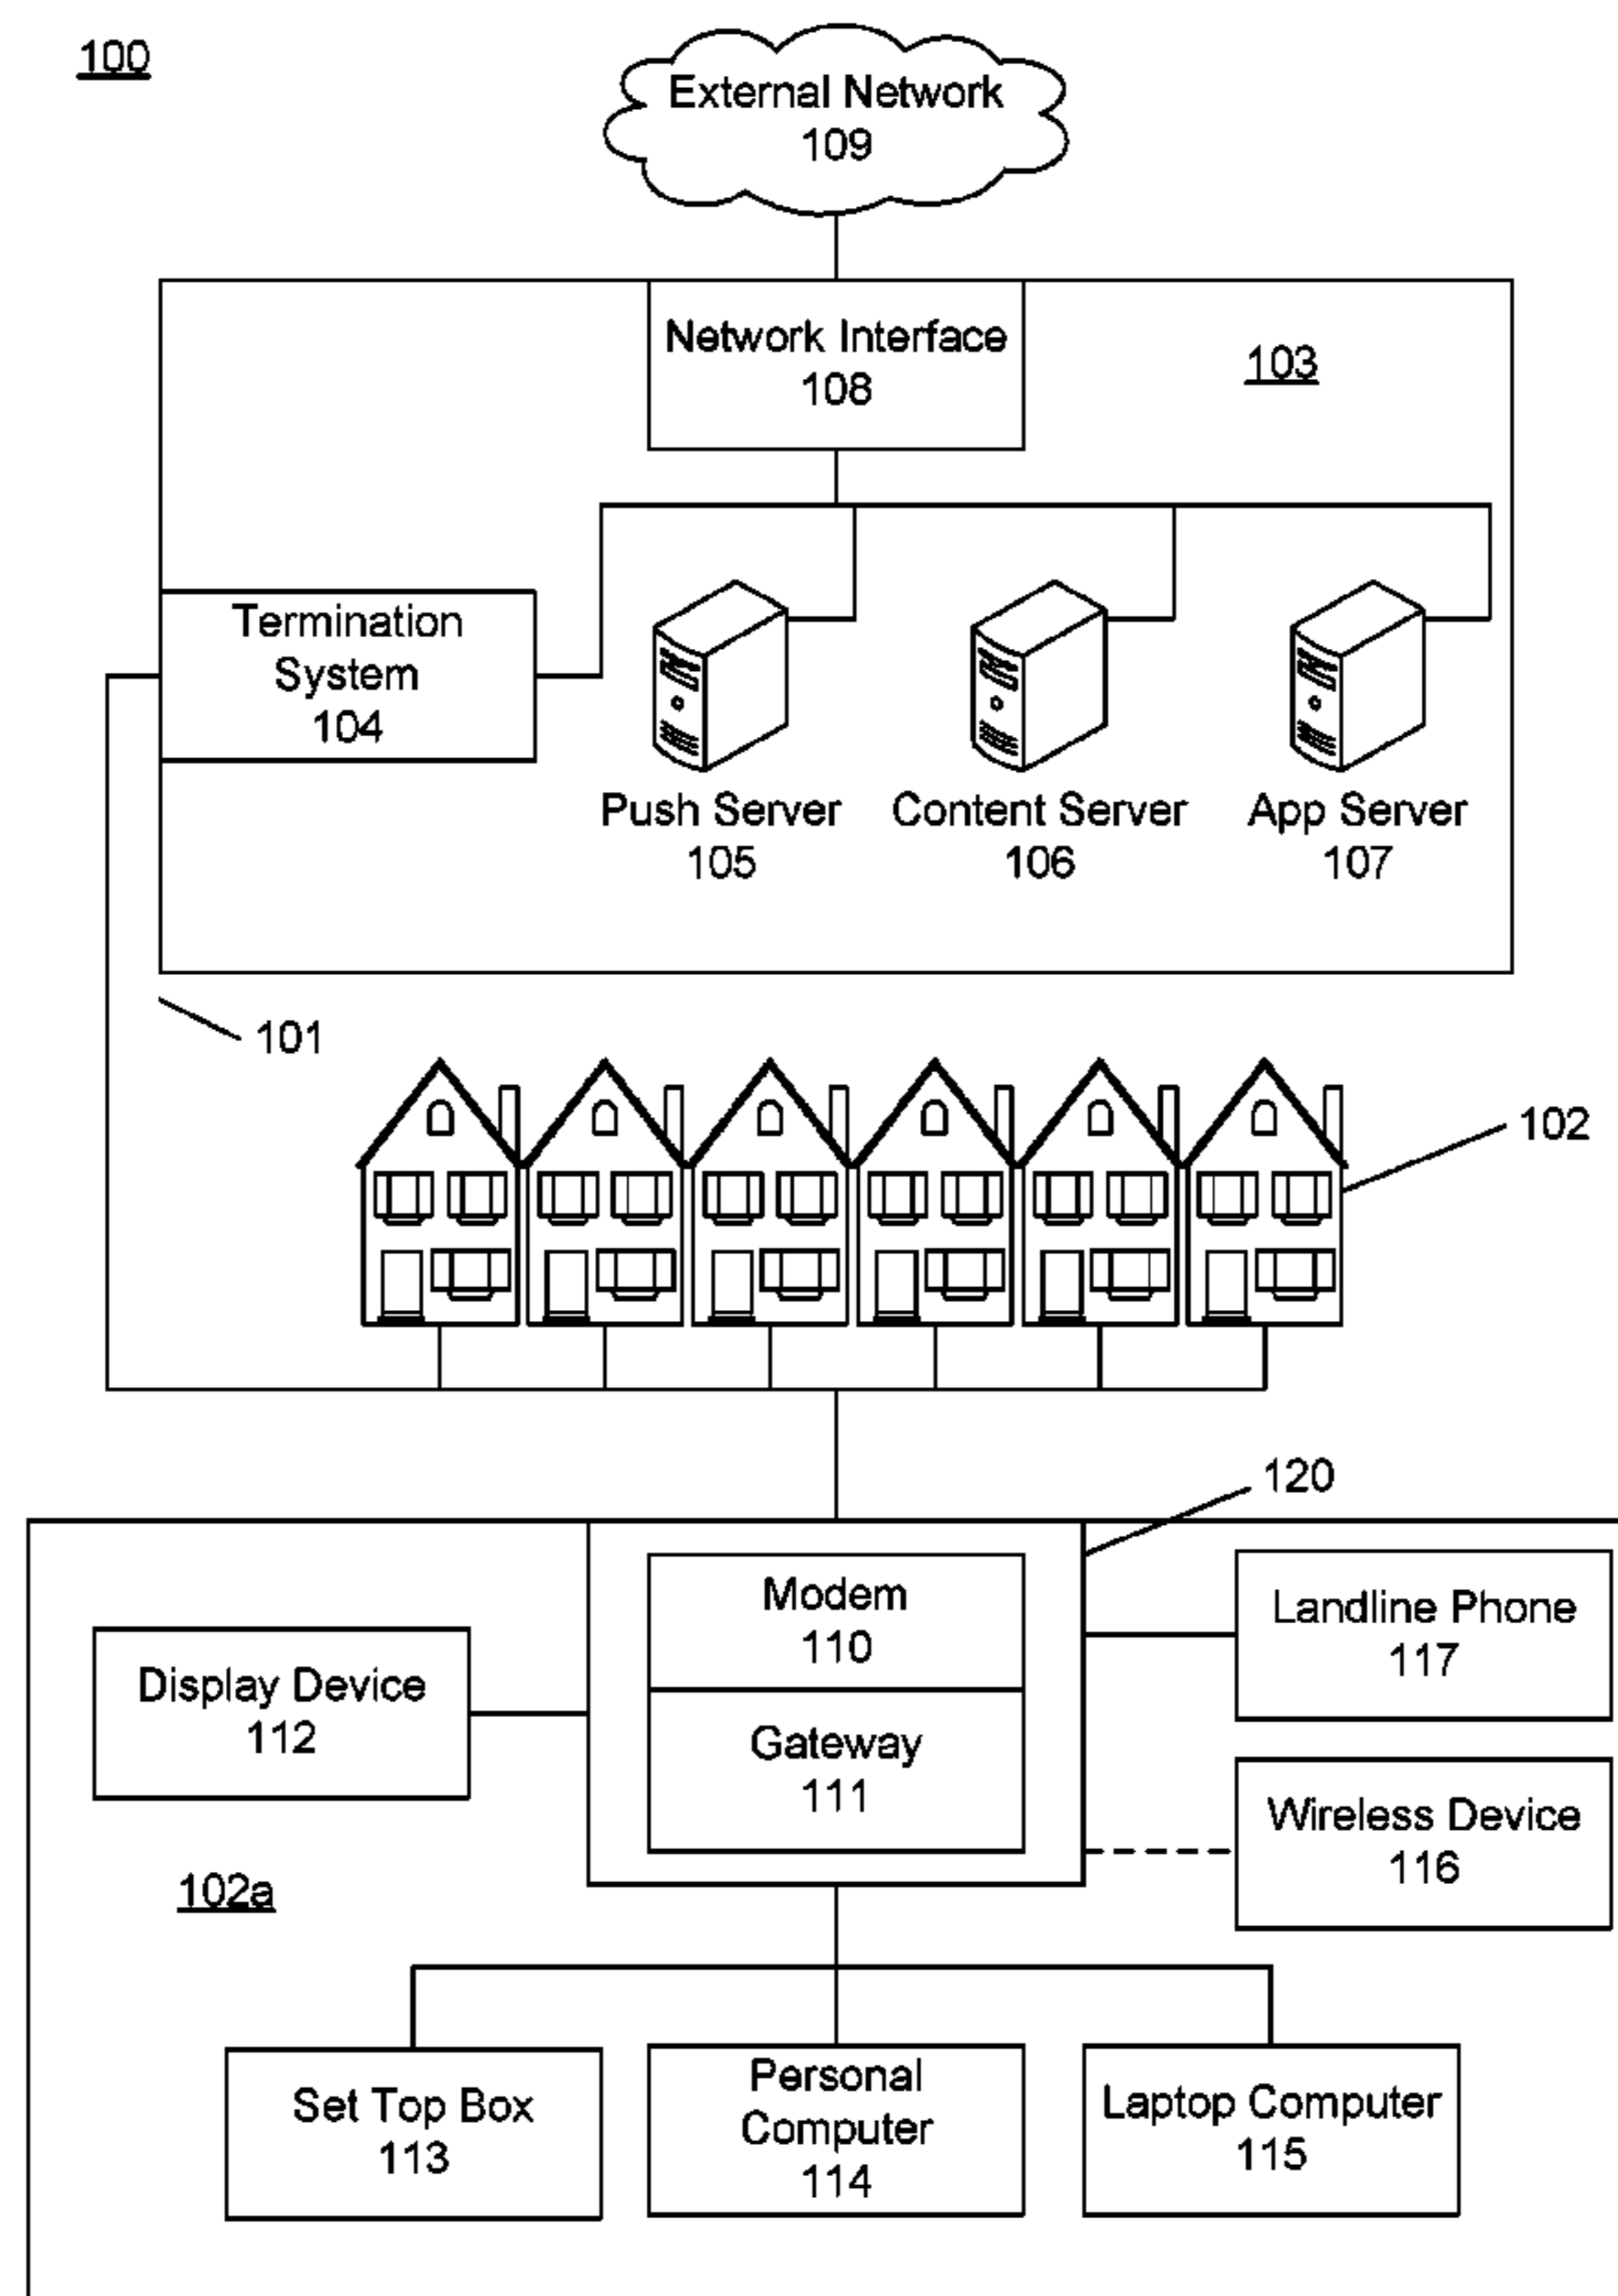 100
External Network
109
Network Interface
108
103
Termination
System
104
Push Server
105
Content Server
106
App Server
107
101
102
120
Modem
110
Gateway
111
Landline Phone
117
Display Device
112
Wireless Device
116
102a
Set Top Box
113
Personal
Computer
114
Laptop Computer
115